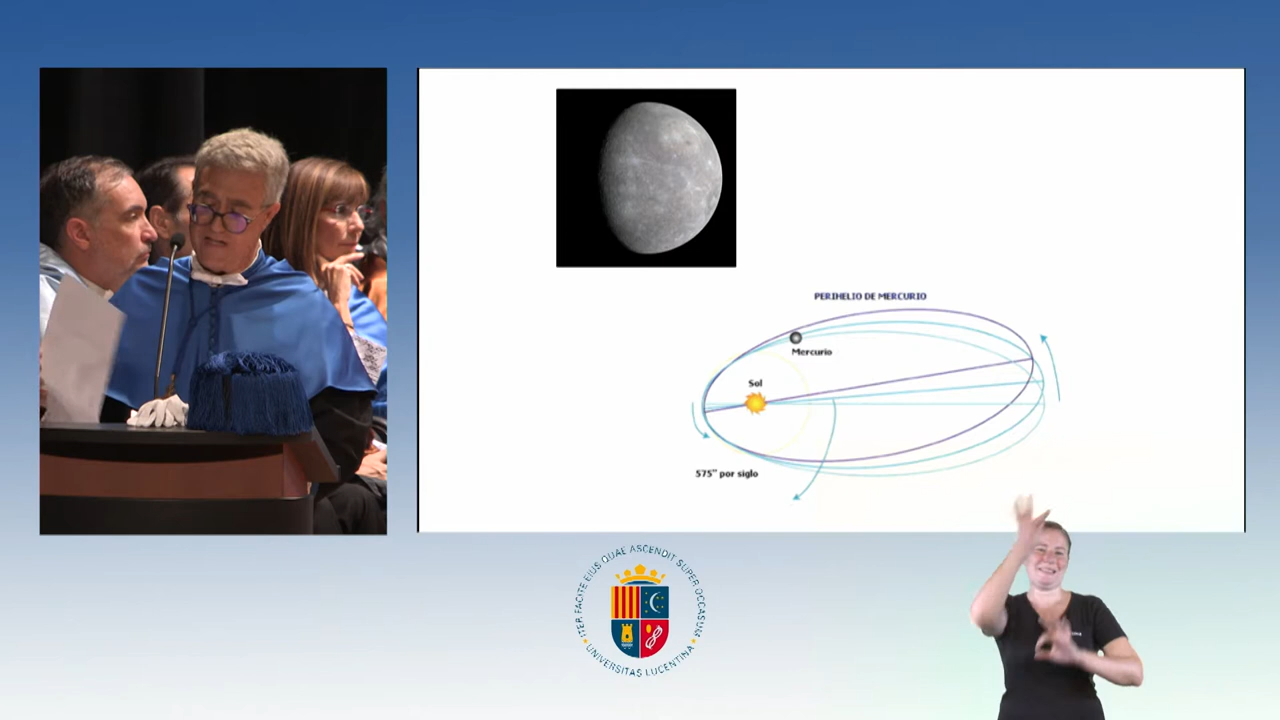 PERIHELIO DE MERCURIO
Mercurio
Sol
575" por siglo
ITER FACITE EIUS QUAE ASCENDIT SUPER OCCASUM
UNIVERSITAS LUCENTINA